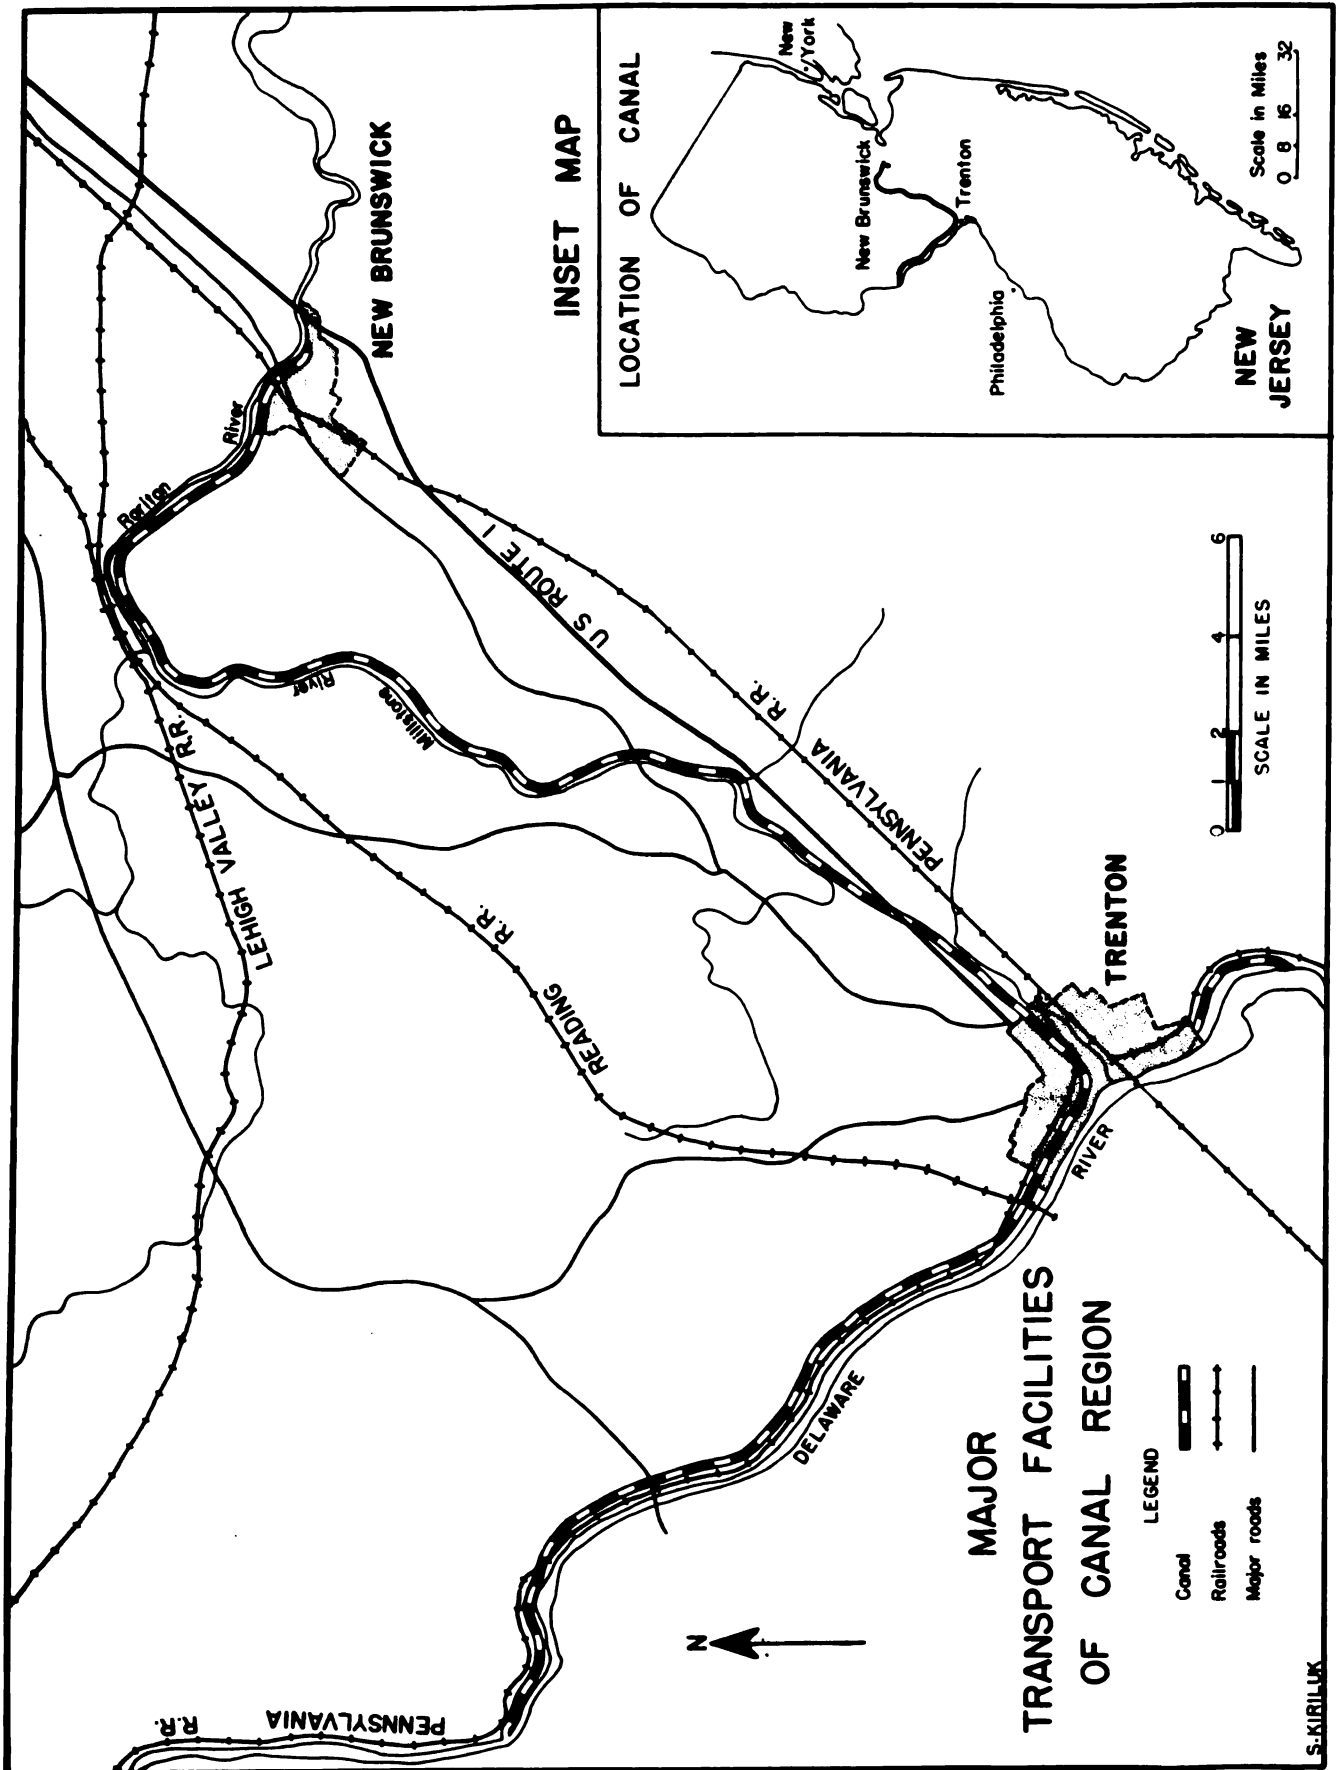 MAJOR
TRANSPORT FACILITIES
OF CANAL REGION
LEGEND
Canal
Railroads
Major roads
S. KIRILUK
N
PENNSYLVANIA
R.R.
DELAWARE
RIVER
TRENTON
READING
R.R.
LEHIGH VALLEY R.R.
PENNSYLVANIA
R.R.
US ROUTE 1
Millstone
River
Raritan
River
NEW BRUNSWICK
0 1 2 4 6
SCALE IN MILES
INSET MAP
LOCATION OF CANAL
New
York
New Brunswick
Trenton
Philadelphia
NEW
JERSEY
Scale in Miles
0 8 16 32